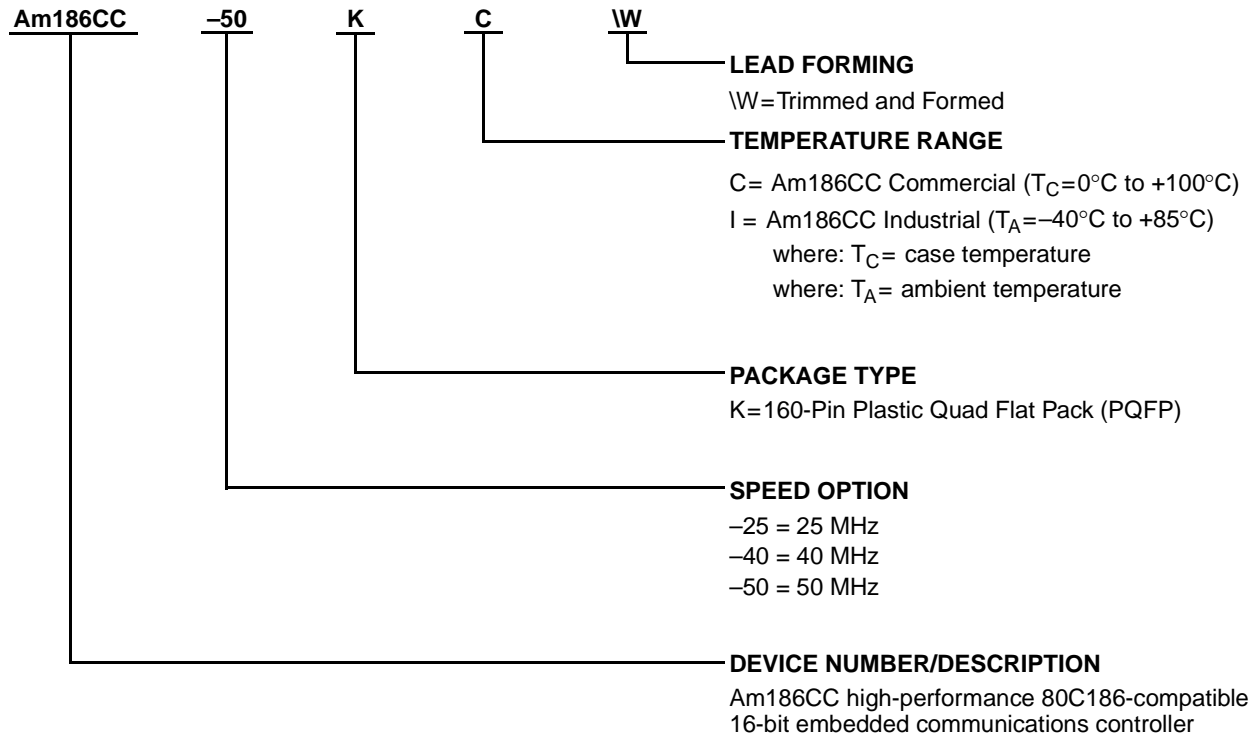 Am186CC –50 K C \W
LEAD FORMING
\W=Trimmed and Formed
TEMPERATURE RANGE
C= Am186CC Commercial (TC=0°C to +100°C)
I = Am186CC Industrial (TA=–40°C to +85°C)
where: TC= case temperature
where: TA= ambient temperature
PACKAGE TYPE
K=160-Pin Plastic Quad Flat Pack (PQFP)
SPEED OPTION
–25 = 25 MHz
–40 = 40 MHz
–50 = 50 MHz
DEVICE NUMBER/DESCRIPTION
Am186CC high-performance 80C186-compatible
16-bit embedded communications controller